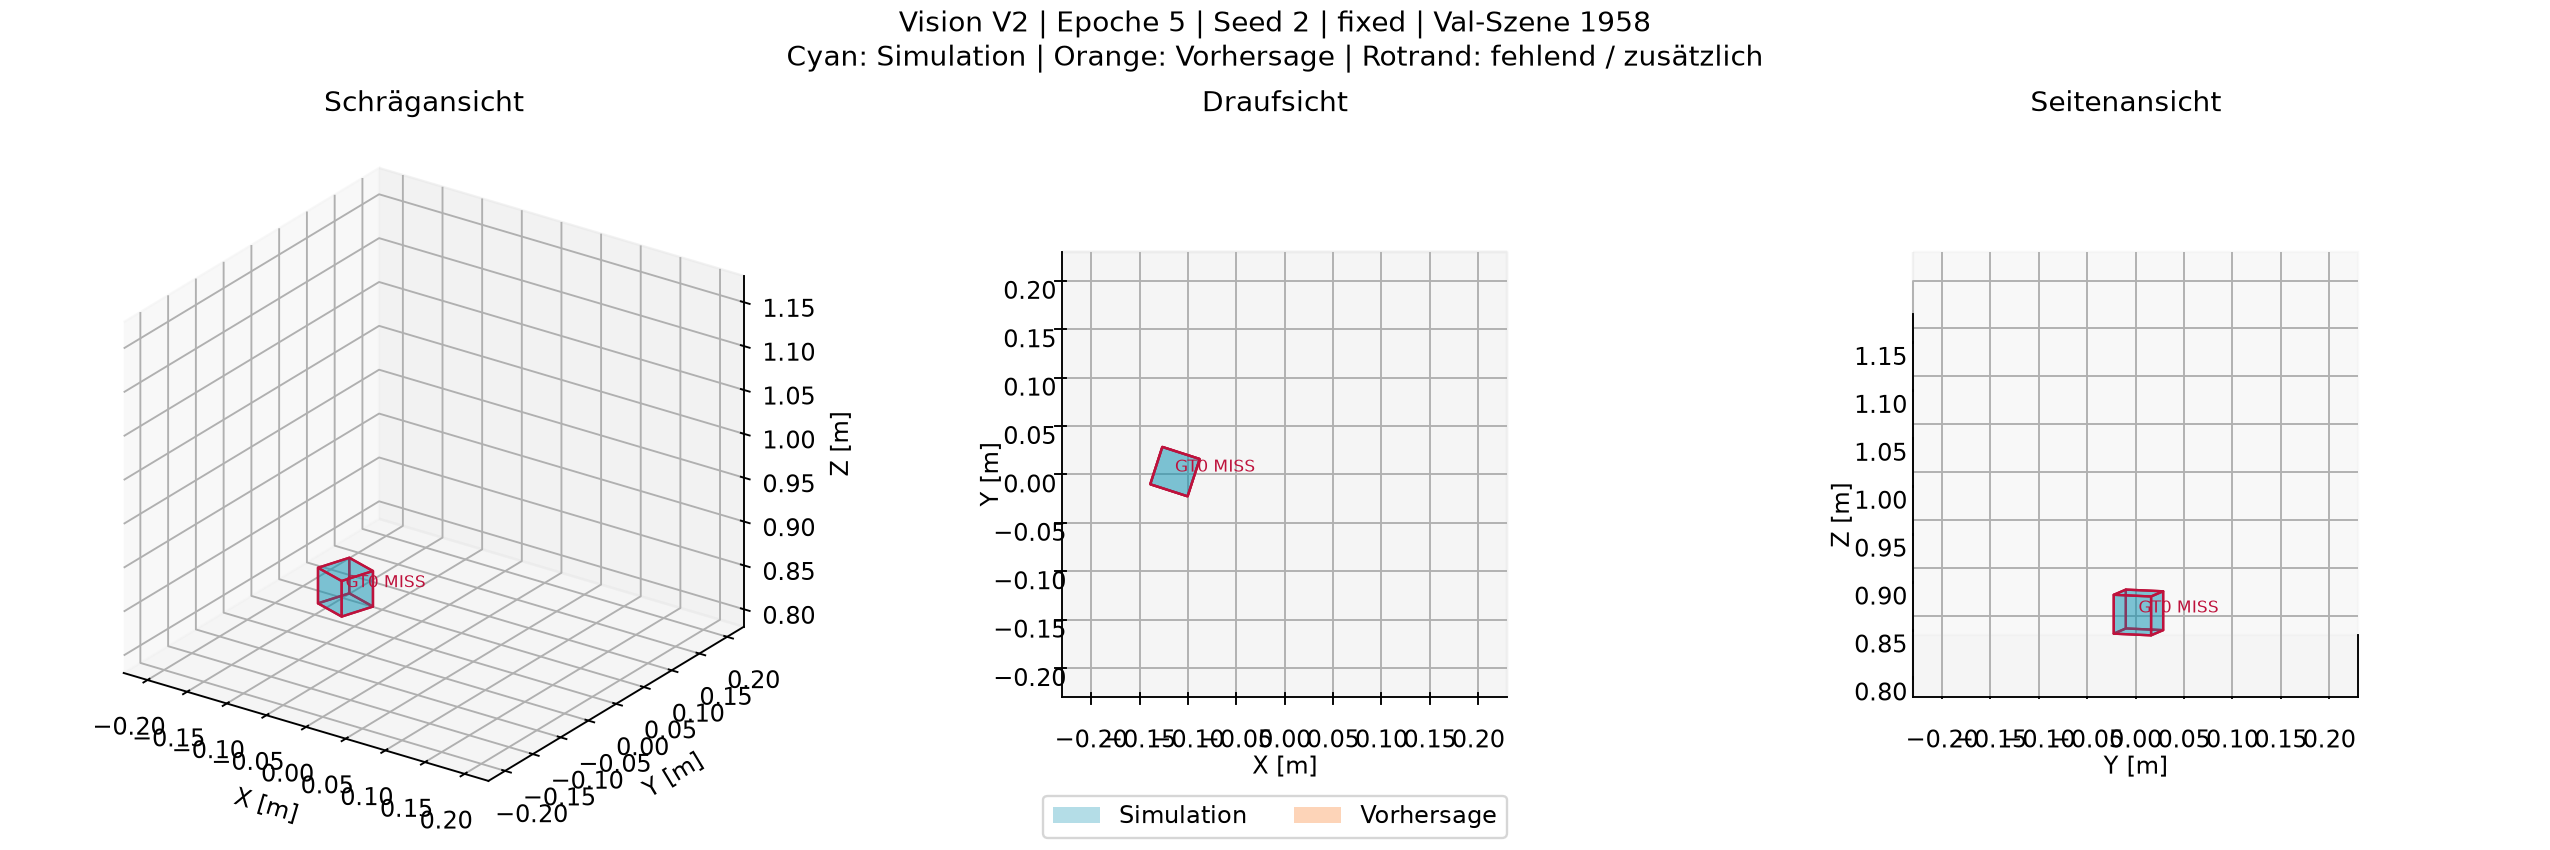 Vision V2 | Epoche 5 | Seed 2 | fixed | Val-Szene 1958
Cyan: Simulation | Orange: Vorhersage | Rotrand: fehlend / zusätzlich
Schrägansicht
1.15
1.10
1.05
1.00
0.95
0.90
0.85
0.80
Z [m]
GT0 MISS
−0.20
−0.15
−0.10
−0.05
0.00
0.05
0.10
0.15
0.20
X [m]
−0.20
−0.15
−0.10
−0.05
0.00
0.05
0.10
0.15
0.20
Y [m]
Draufsicht
0.20
0.15
0.10
0.05
0.00
−0.05
−0.10
−0.15
−0.20
Y [m]
GT0 MISS
−0.20 −0.15 −0.10 −0.05 0.00 0.05 0.10 0.15 0.20
X [m]
Seitenansicht
1.15
1.10
1.05
1.00
0.95
0.90
0.85
0.80
Z [m]
GT0 MISS
−0.20 −0.15 −0.10 −0.05 0.00 0.05 0.10 0.15 0.20
Y [m]
Simulation Vorhersage